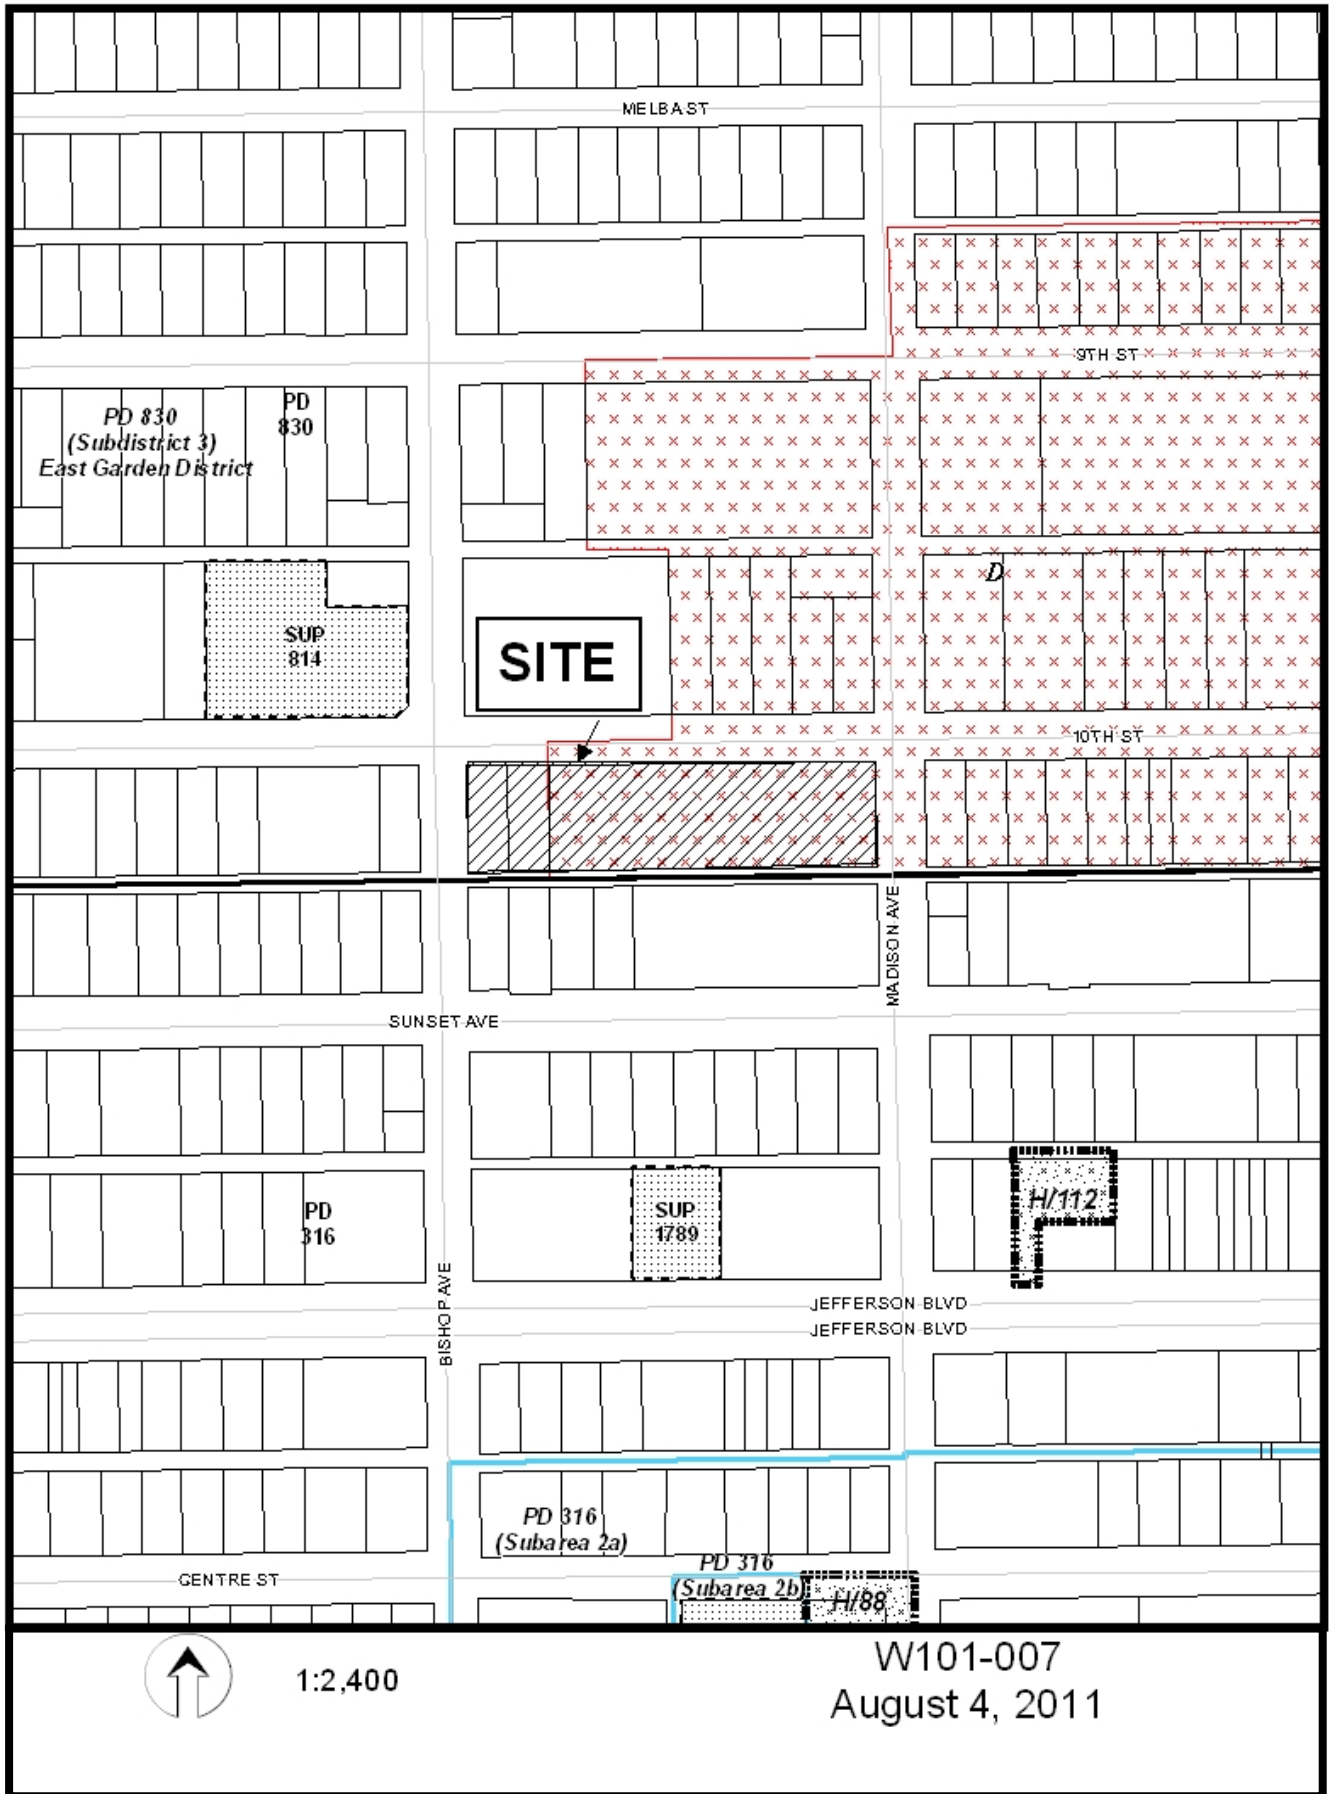 MELBA ST
9TH ST
PD 830
(Subdistrict 3)
East Garden District
PD
830
D
SUP
814
SITE
10TH ST
MADISON AVE
SUNSET AVE
H/112
PD
316
SUP
1789
BISHOP AVE
JEFFERSON BLVD
JEFFERSON BLVD
PD 316
(Subarea 2a)
PD 316
(Subarea 2b)
CENTRE ST
H/88
1:2,400
W101-007
August 4, 2011